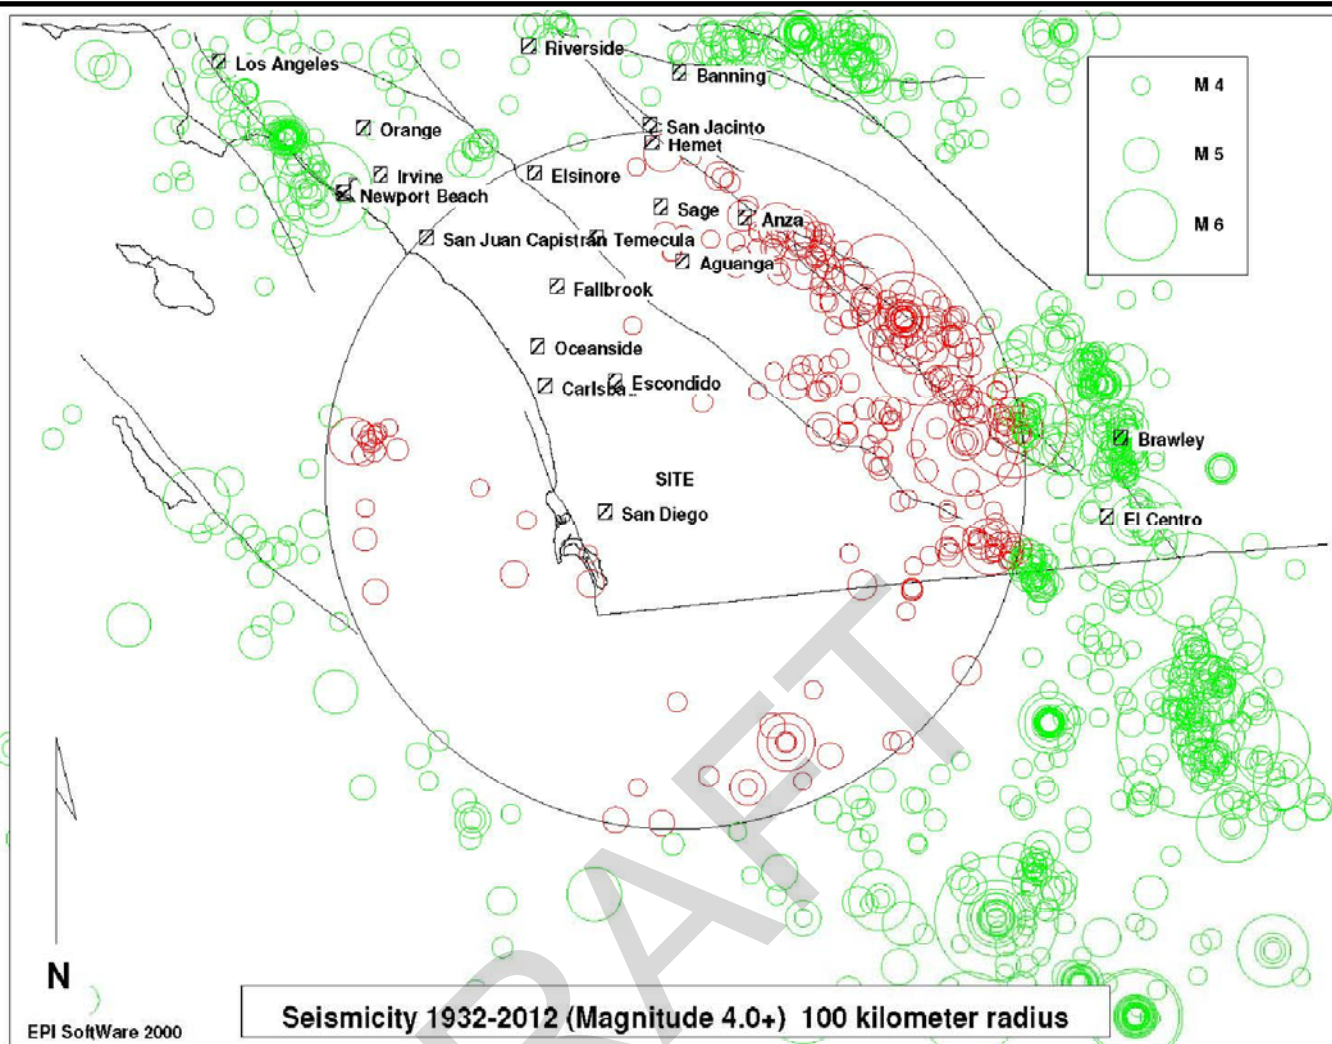 Riverside
Los Angeles
Banning
M 4
Orange
San Jacinto
Hemet
M 5
Irvine
Elsinore
Newport Beach
Sage
Anza
M 6
San Juan Capistran Temecula
Aguanga
Fallbrook
Oceanside
Carlsba
Escondido
Brawley
SITE
San Diego
El Centro
DRAFT
N
Seismicity 1932-2012 (Magnitude 4.0+) 100 kilometer radius
EPI SoftWare 2000